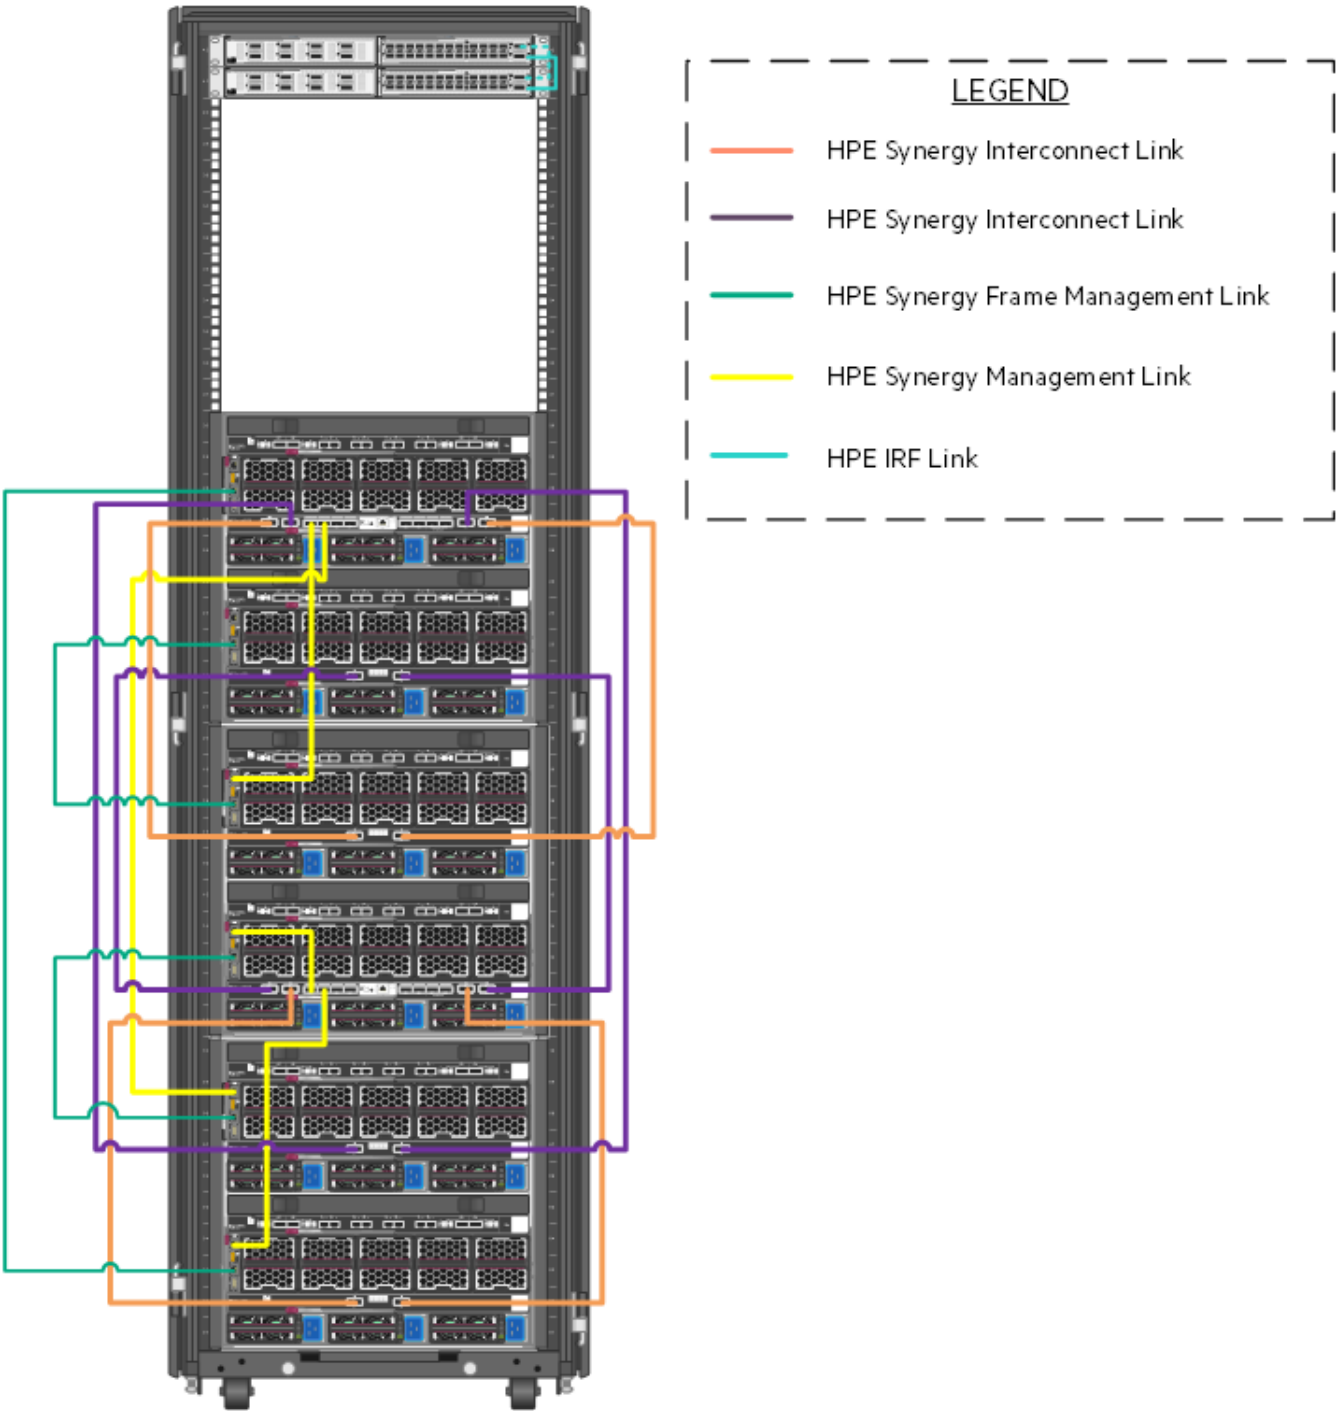 LEGEND
HPE Synergy Interconnect Link
HPE Synergy Interconnect Link
HPE Synergy Frame Management Link
HPE Synergy Management Link
HPE IRF Link